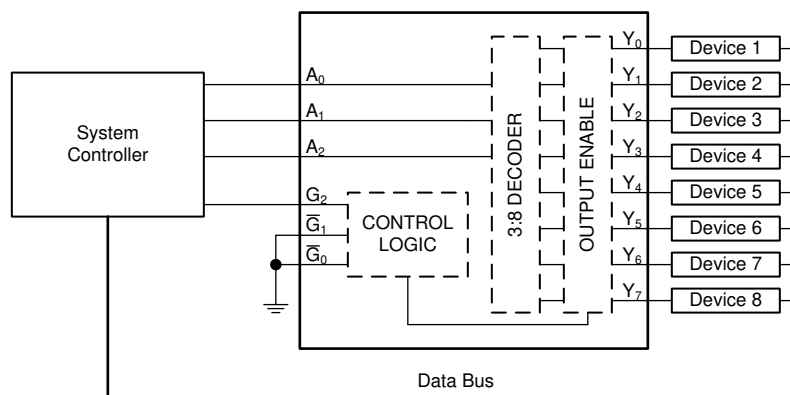 System
Controller
A0
A1
A2
G2
G̅1
G̅0
CONTROL
LOGIC
3:8 DECODER
OUTPUT ENABLE
Y0
Y1
Y2
Y3
Y4
Y5
Y6
Y7
Device 1
Device 2
Device 3
Device 4
Device 5
Device 6
Device 7
Device 8
Data Bus